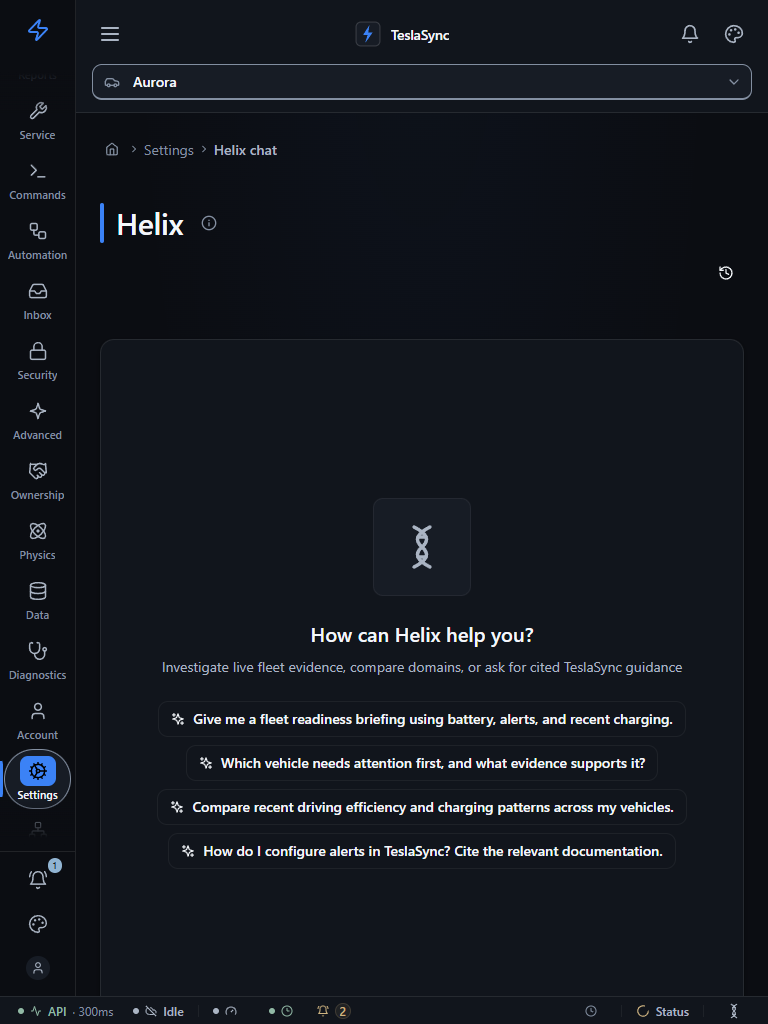 TeslaSync
Aurora
Settings
Helix chat
Helix
Service
Commands
Automation
Inbox
Security
Advanced
Ownership
Physics
Data
Diagnostics
Account
Settings
1
How can Helix help you?
Investigate live fleet evidence, compare domains, or ask for cited TeslaSync guidance
Give me a fleet readiness briefing using battery, alerts, and recent charging.
Which vehicle needs attention first, and what evidence supports it?
Compare recent driving efficiency and charging patterns across my vehicles.
How do I configure alerts in TeslaSync? Cite the relevant documentation.
API · 300ms
Idle
2
Status